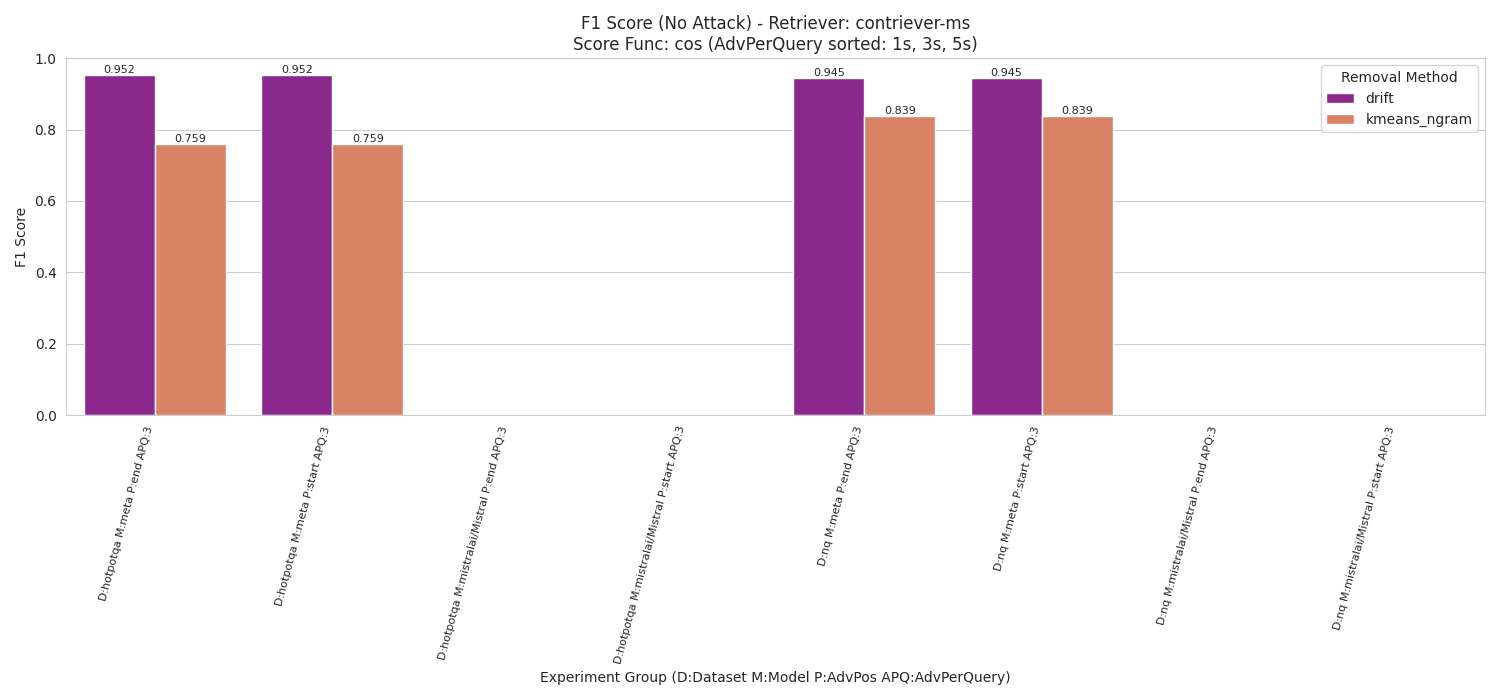 F1 Score (No Attack) - Retriever: contriever-ms
Score Func: cos (AdvPerQuery sorted: 1s, 3s, 5s)
F1 Score
1.0
0.8
0.6
0.4
0.2
0.0
0.952
0.759
0.952
0.759
0.945
0.839
0.945
0.839
Removal Method
drift
kmeans_ngram
D:hotpotqa M:meta P:end APQ:3
D:hotpotqa M:meta P:start APQ:3
D:hotpotqa M:mistralai/Mistral P:end APQ:3
D:hotpotqa M:mistralai/Mistral P:start APQ:3
D:nq M:meta P:end APQ:3
D:nq M:meta P:start APQ:3
D:nq M:mistralai/Mistral P:end APQ:3
D:nq M:mistralai/Mistral P:start APQ:3
Experiment Group (D:Dataset M:Model P:AdvPos APQ:AdvPerQuery)